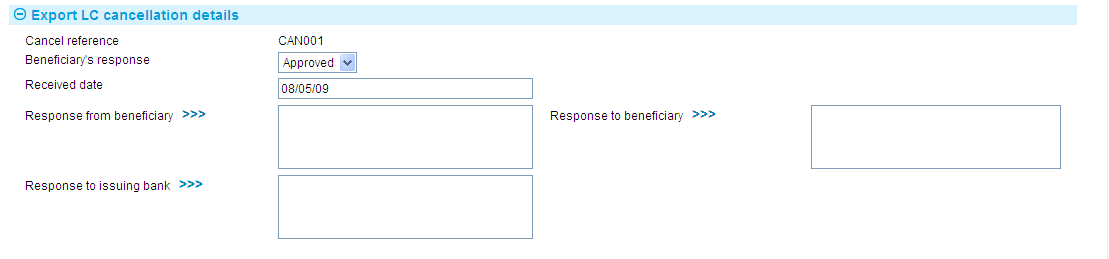 Export LC cancellation details
Cancel reference CAN001
Beneficiary's response Approved
Received date 08/05/09
Response from beneficiary >>> Response to beneficiary >>>
Response to issuing bank >>>